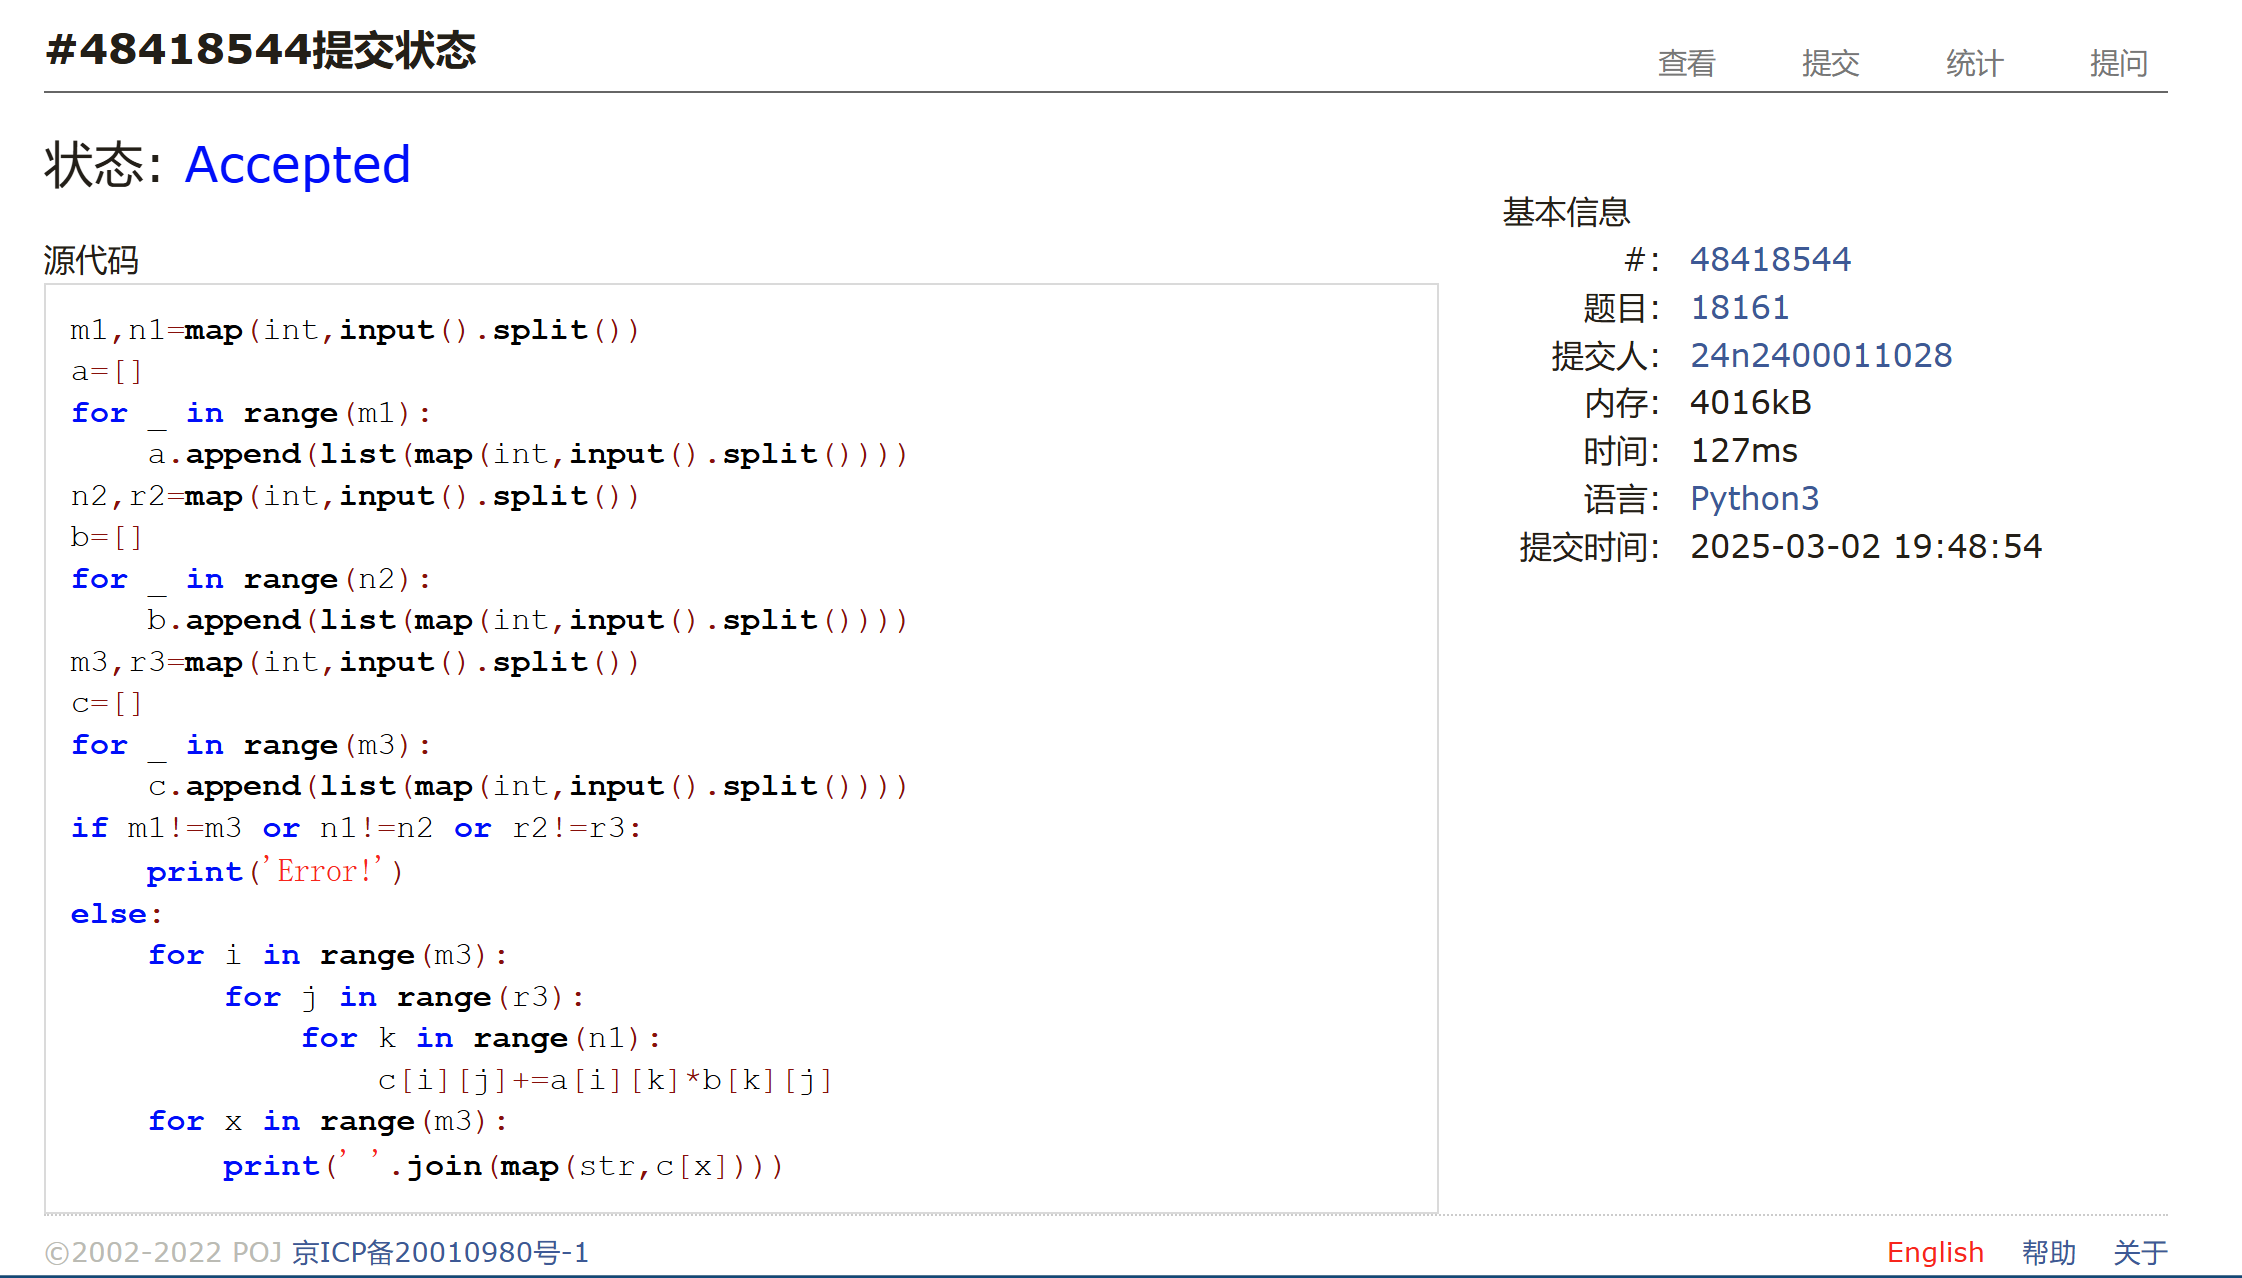 #48418544提交状态
查看 提交 统计 提问
状态: Accepted
源代码
m1,n1=map(int,input().split())
a=[]
for _ in range(m1):
    a.append(list(map(int,input().split())))
n2,r2=map(int,input().split())
b=[]
for _ in range(n2):
    b.append(list(map(int,input().split())))
m3,r3=map(int,input().split())
c=[]
for _ in range(m3):
    c.append(list(map(int,input().split())))
if m1!=m3 or n1!=n2 or r2!=r3:
    print('Error!')
else:
    for i in range(m3):
        for j in range(r3):
            for k in range(n1):
                c[i][j]+=a[i][k]*b[k][j]
    for x in range(m3):
        print(' '.join(map(str,c[x])))
基本信息
#: 48418544
题目: 18161
提交人: 24n2400011028
内存: 4016kB
时间: 127ms
语言: Python3
提交时间: 2025-03-02 19:48:54
©2002-2022 POJ 京ICP备20010980号-1
English 帮助 关于